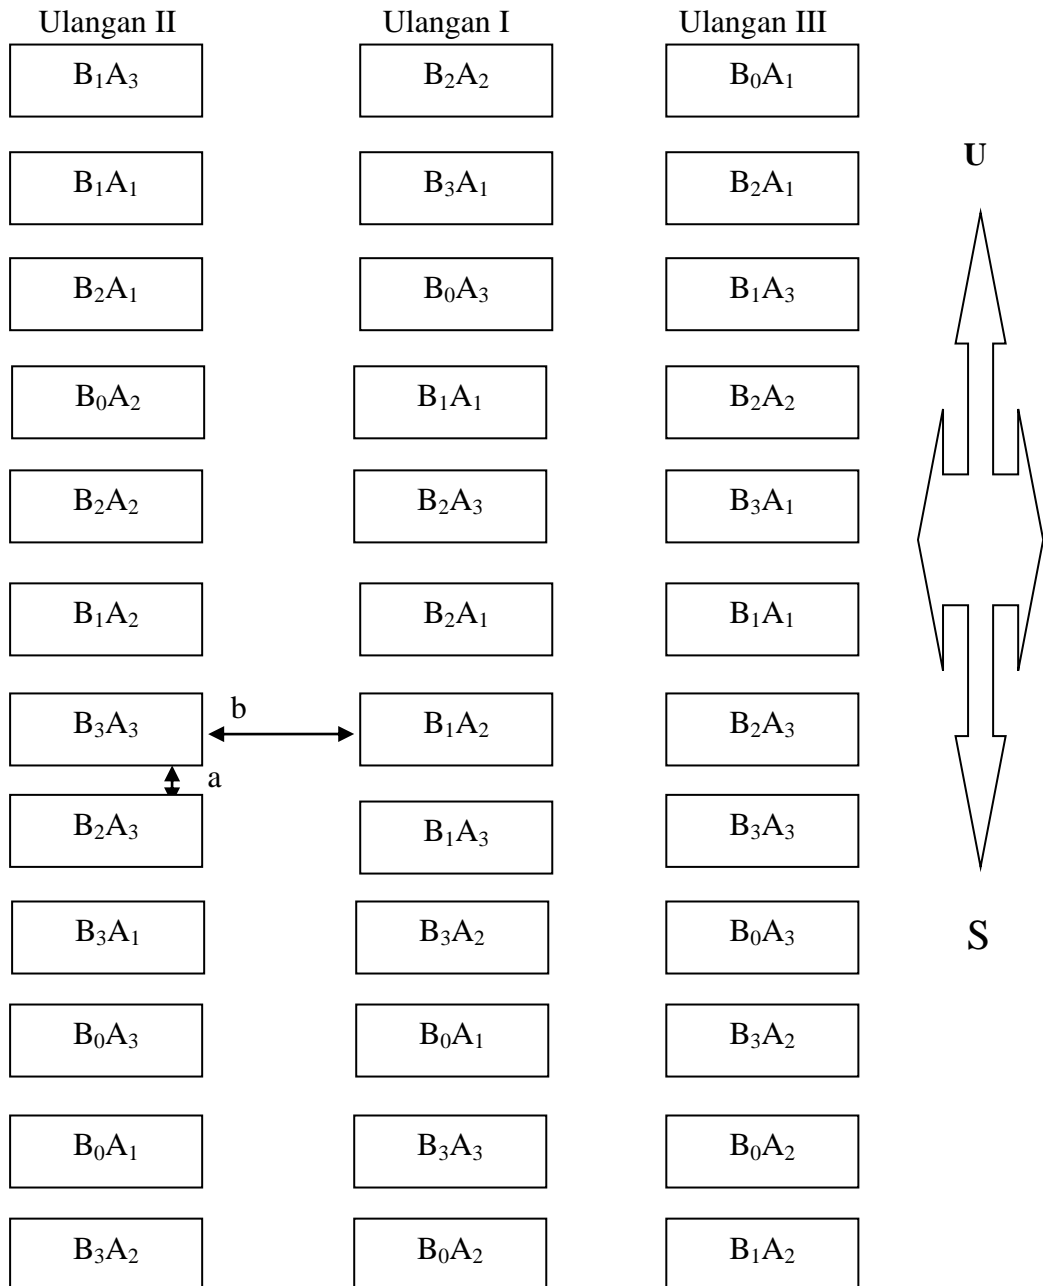 Ulangan II Ulangan I Ulangan III
B₁A₃ B₂A₂ B₀A₁
U
B₁A₁ B₃A₁ B₂A₁
B₂A₁ B₀A₃ B₁A₃
B₀A₂ B₁A₁ B₂A₂
B₂A₂ B₂A₃ B₃A₁
B₁A₂ B₂A₁ B₁A₁
B₃A₃ b B₁A₂ B₂A₃
a
B₂A₃ B₁A₃ B₃A₃
B₃A₁ B₃A₂ B₀A₃ S
B₀A₃ B₀A₁ B₃A₂
B₀A₁ B₃A₃ B₀A₂
B₃A₂ B₀A₂ B₁A₂